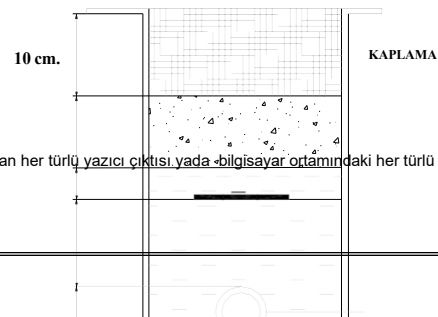 10 cm.
KAPLAMA
an her türlü yazıcı çıktısı yada bilgisayar ortamındaki her türlü